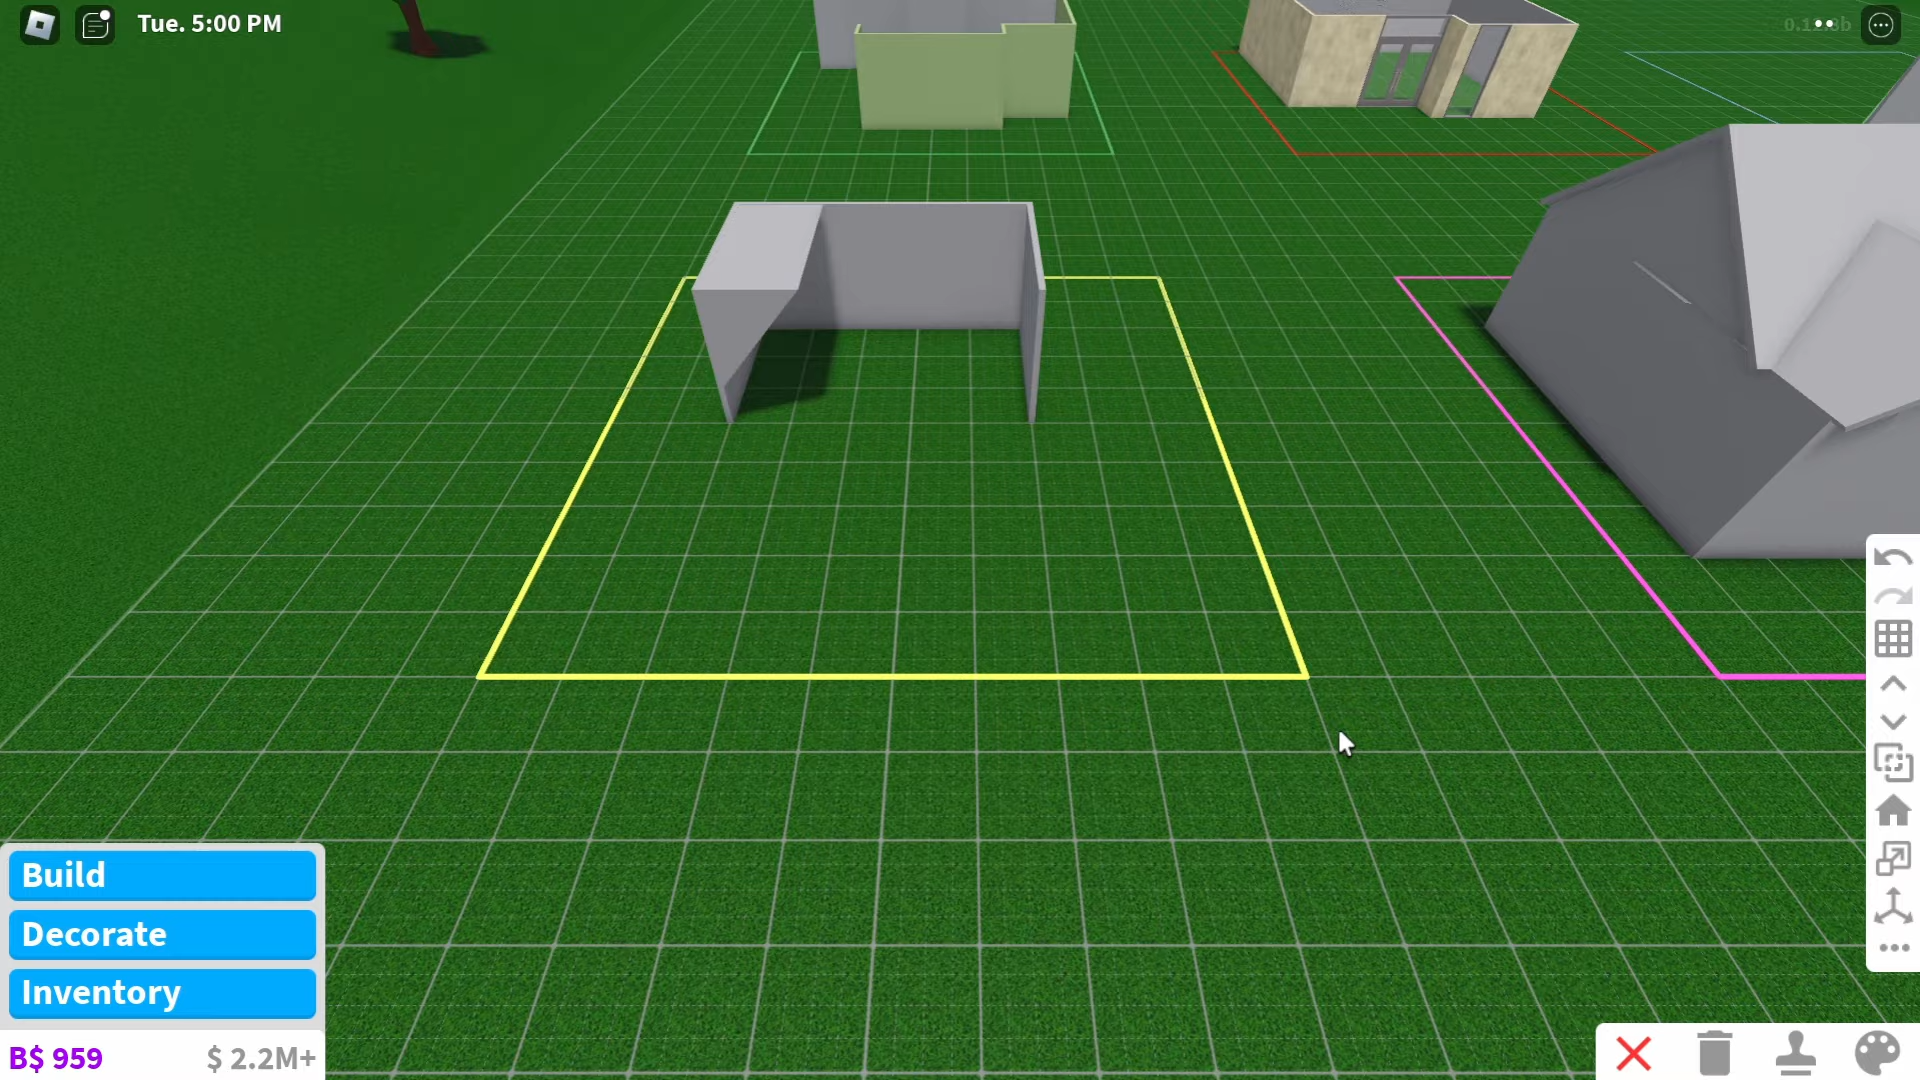 Tue. 5:00 PM
Build
Decorate
Inventory
B$ 959
$ 2.2M+